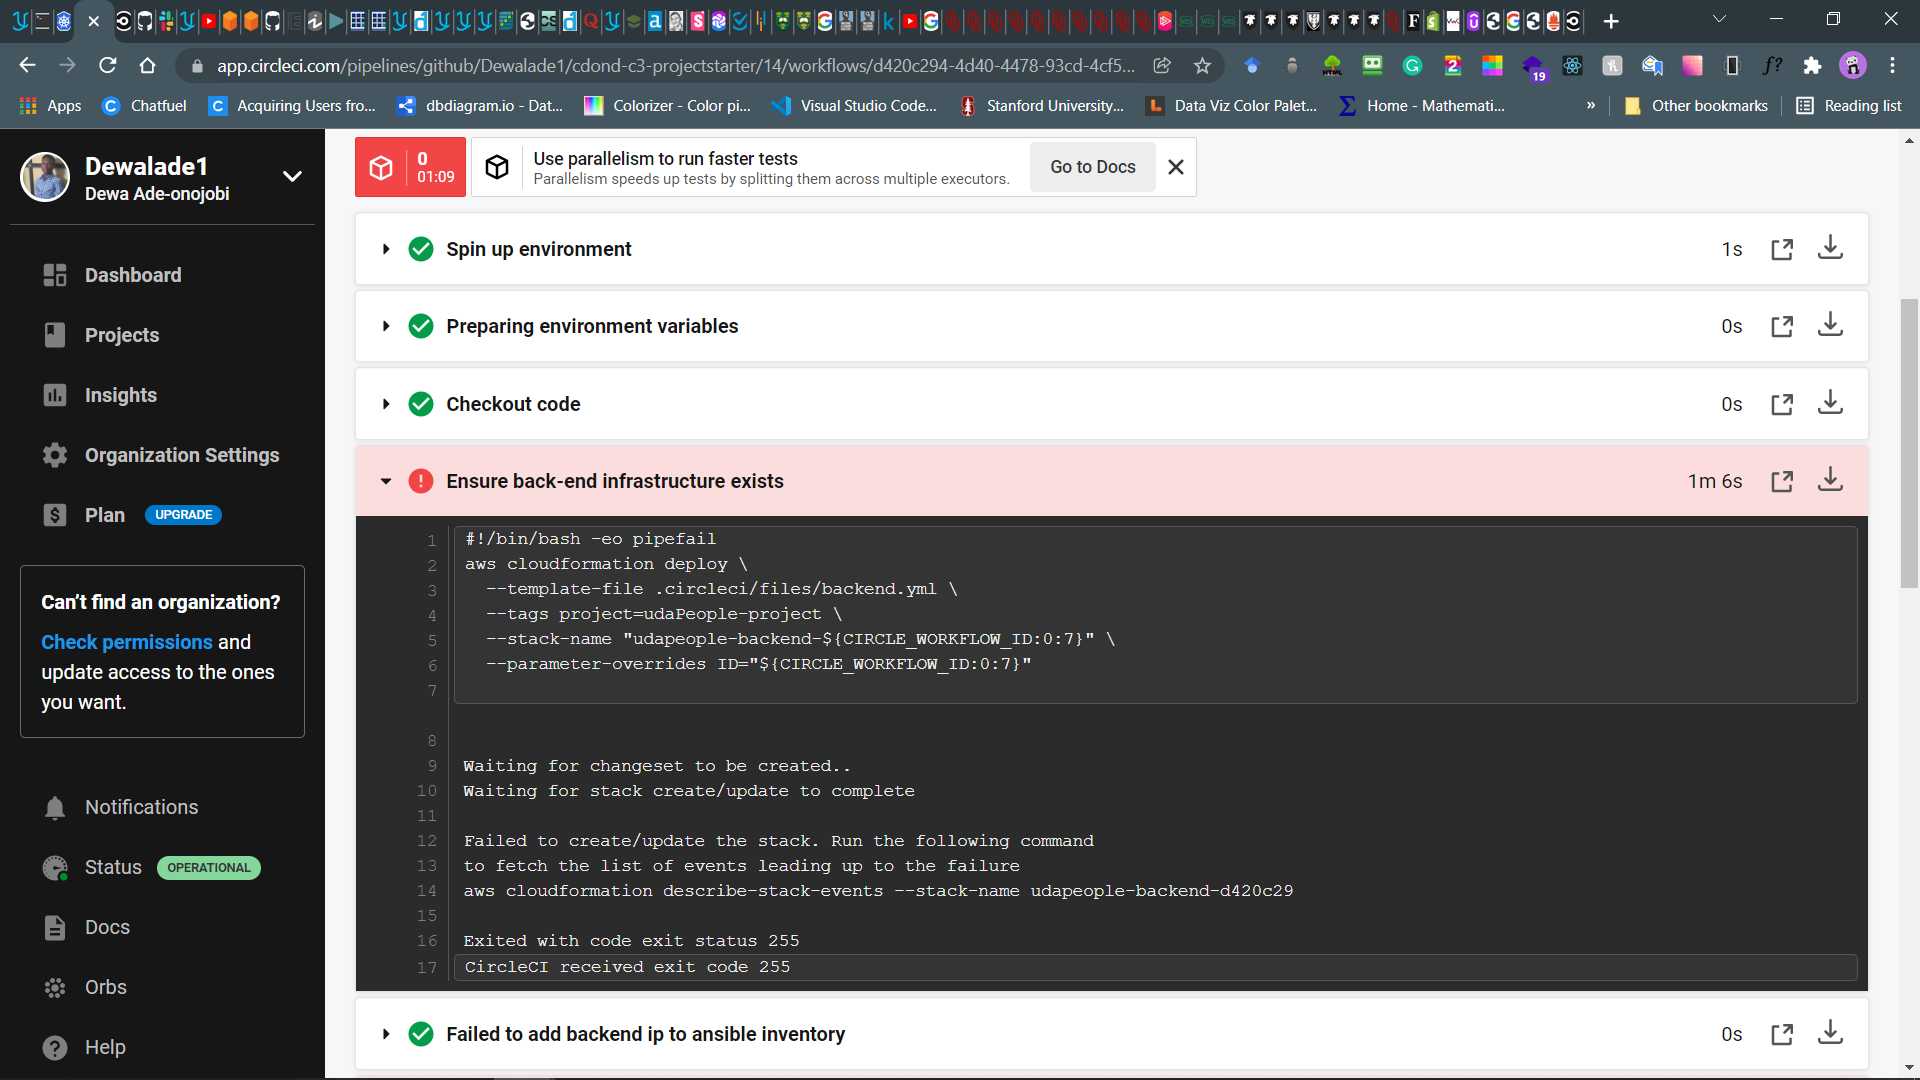 app.circleci.com/pipelines/github/Dewalade1/cdond-c3-projectstarter/14/workflows/d420c294-4d40-4478-93cd-4cf5...
19
Apps
Chatfuel
Acquiring Users fro...
dbdiagram.io - Dat...
Colorizer - Color pi...
Visual Studio Code...
Stanford University...
Data Viz Color Palet...
Home - Mathemati...
»
Other bookmarks
Reading list
Dewalade1
Dewa Ade-onojobi
Dashboard
Projects
Insights
Organization Settings
Plan
UPGRADE
Can't find an organization?
Check permissions and
update access to the ones
you want.
Notifications
Status
OPERATIONAL
Docs
Orbs
Help
0
01:09
Use parallelism to run faster tests
Parallelism speeds up tests by splitting them across multiple executors.
Go to Docs
Spin up environment
1s
Preparing environment variables
0s
Checkout code
0s
Ensure back-end infrastructure exists
1m 6s
1 #!/bin/bash -eo pipefail
2 aws cloudformation deploy \
3 --template-file .circleci/files/backend.yml \
4 --tags project=udaPeople-project \
5 --stack-name "udapeople-backend-${CIRCLE_WORKFLOW_ID:0:7}" \
6 --parameter-overrides ID="${CIRCLE_WORKFLOW_ID:0:7}"
7
8
9 Waiting for changeset to be created..
10 Waiting for stack create/update to complete
11
12 Failed to create/update the stack. Run the following command
13 to fetch the list of events leading up to the failure
14 aws cloudformation describe-stack-events --stack-name udapeople-backend-d420c29
15
16 Exited with code exit status 255
17 CircleCI received exit code 255
Failed to add backend ip to ansible inventory
0s